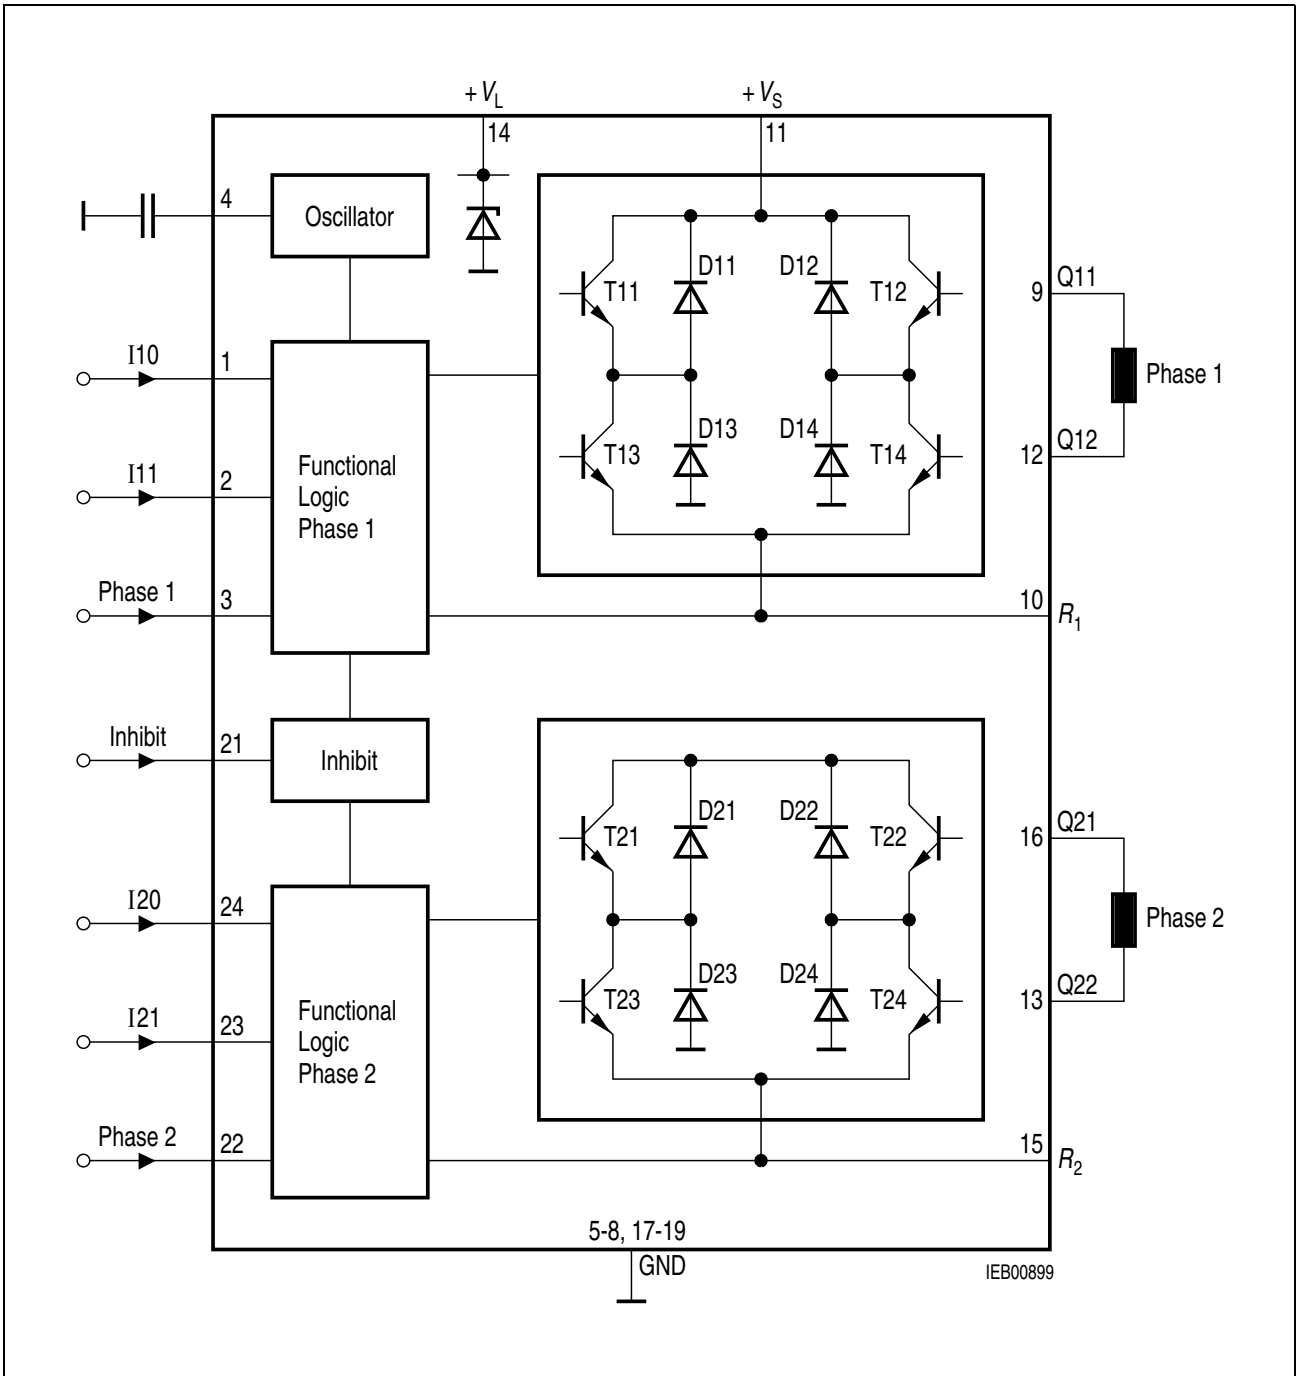 + VL
+ VS
14
11
4
Oscillator
D11
D12
T11
T12
9
Q11
I10
1
Phase 1
I11
2
Functional
Logic
Phase 1
D13
D14
T13
T14
12
Q12
Phase 1
3
10
R1
Inhibit
21
Inhibit
D21
D22
T21
T22
16
Q21
I20
24
Phase 2
D23
D24
T23
T24
13
Q22
I21
23
Functional
Logic
Phase 2
Phase 2
22
15
R2
5-8, 17-19
GND
IEB00899